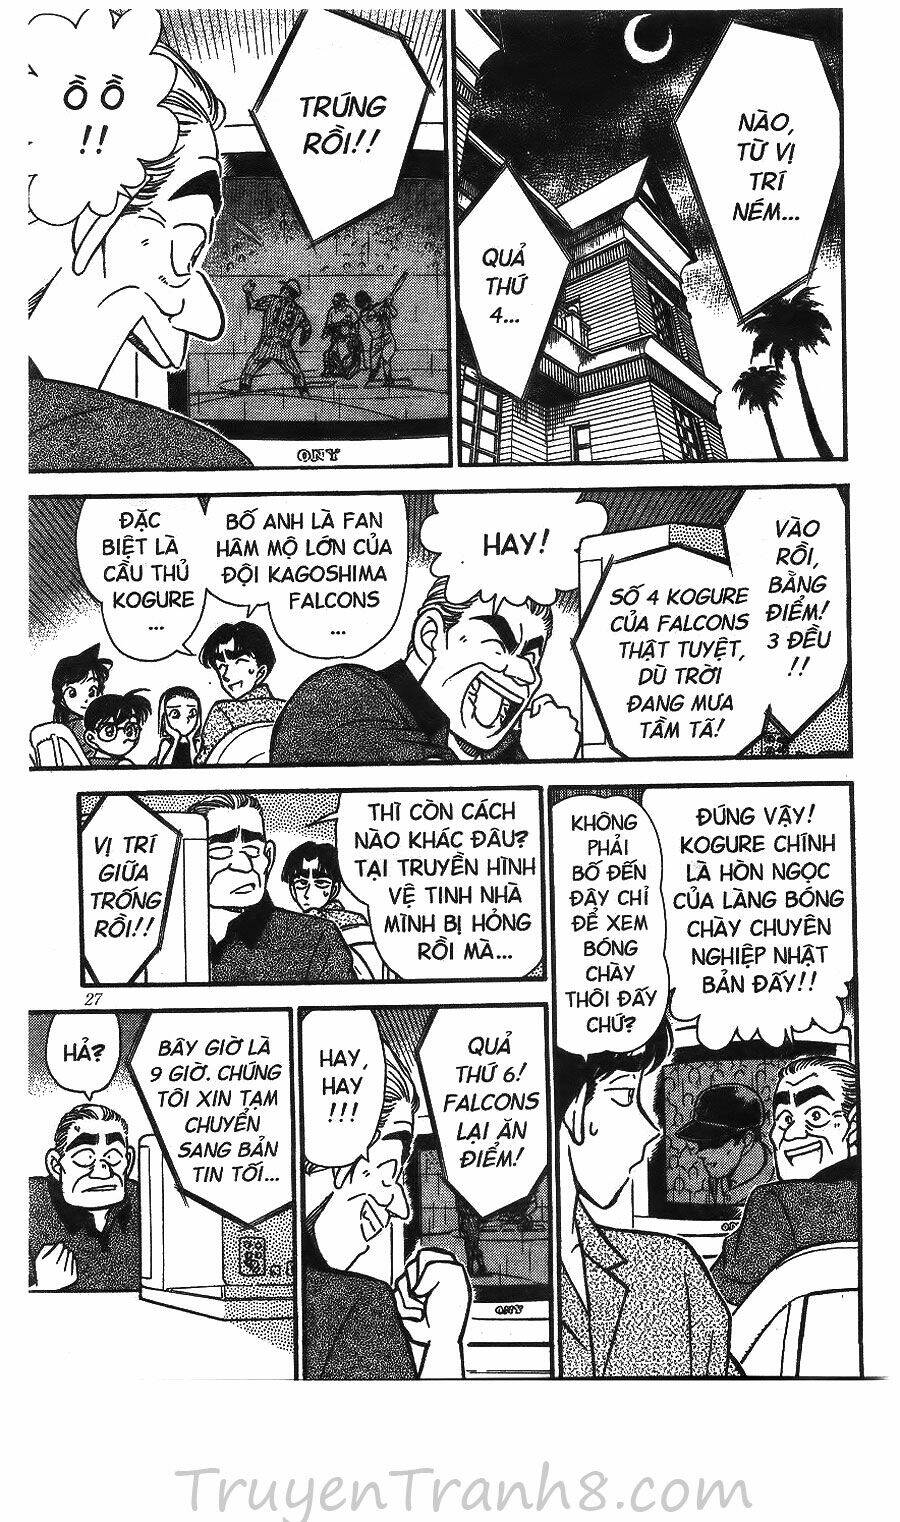 NÀO,
TỪ VỊ
TRÍ
NÉM...
QUẢ
THỨ
4...
TRÚNG
RỒI!!
Ồ Ồ
!!
ONY
VÀO
RỒI,
BẰNG
ĐIỂM!
3 ĐỀU
!!
SỐ 4 KOGURE
CỦA FALCONS
THẬT TUYỆT,
DÙ TRỜI
ĐANG MƯA
TẦM TÃ!
HAY!
BỐ ANH LÀ FAN
HÂM MỘ LỚN CỦA
ĐỘI KAGOSHIMA
FALCONS
...
ĐẶC
BIỆT LÀ
CẦU THỦ
KOGURE
...
ĐÚNG VẬY!
KOGURE CHÍNH
LÀ HÒN NGỌC
CỦA LÀNG BÓNG
CHÀY CHUYÊN
NGHIỆP NHẬT
BẢN ĐẤY!!
KHÔNG
PHẢI
BỐ ĐẾN
ĐÂY CHỈ
ĐỂ XEM
BÓNG
CHÀY
THÔI ĐẤY
CHỨ?
ONY
THÌ CÒN CÁCH
NÀO KHÁC ĐÂU?
TẠI TRUYỀN HÌNH
VỆ TINH NHÀ
MÌNH BỊ HỎNG
RỒI MÀ...
VỊ TRÍ
GIỮA
TRỐNG
RỒI!!
27
QUẢ
THỨ 6!
FALCONS
LẠI ĂN
ĐIỂM!
HAY,
HAY
!!!
ONY
BÂY GIỜ LÀ
9 GIỜ. CHÚNG
TÔI XIN TẠM
CHUYỂN
SANG BẢN
TIN TỐI...
HẢ?
TruyenTranh8.com